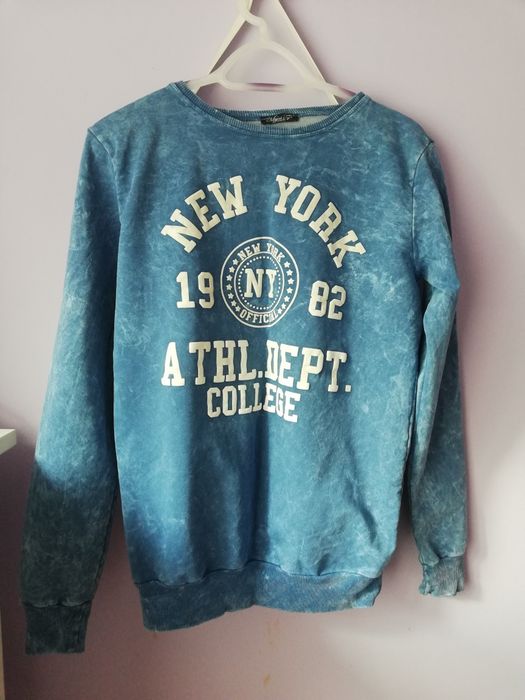 NEW YORK
NEW YORK
19 NY 82
OFFICIAL
ATHL.DEPT.
COLLEGE